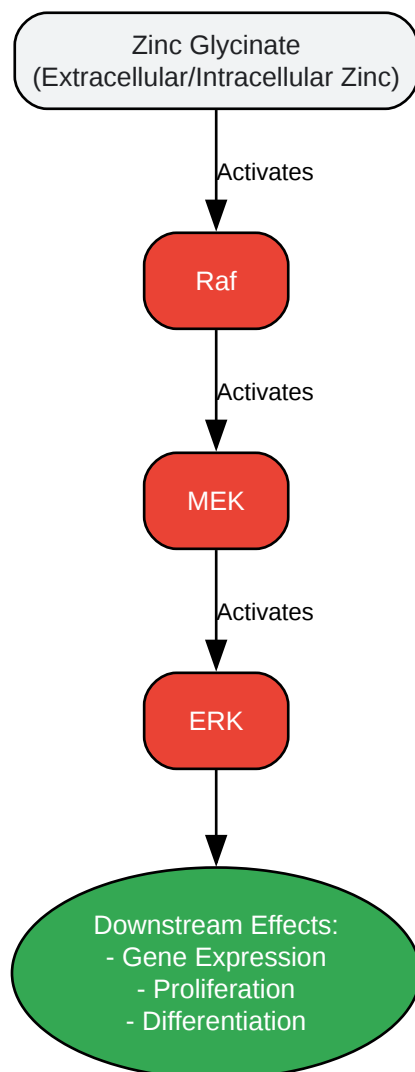 Zinc Glycinate
(Extracellular/Intracellular Zinc)
Activates
Raf
Activates
MEK
Activates
ERK
Downstream Effects:
- Gene Expression
- Proliferation
- Differentiation